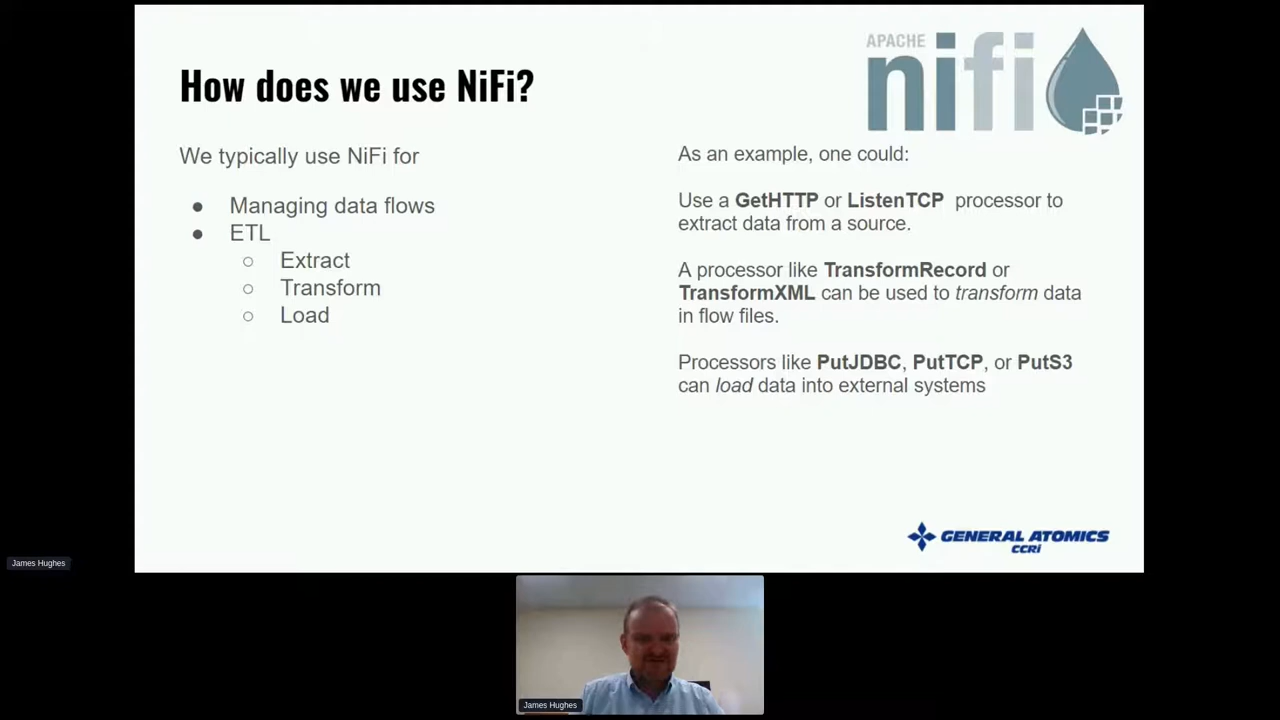 APACHE
nifi
How does we use NiFi?
We typically use NiFi for
● Managing data flows
● ETL
○ Extract
○ Transform
○ Load
As an example, one could:
Use a GetHTTP or ListenTCP processor to
extract data from a source.
A processor like TransformRecord or
TransformXML can be used to transform data
in flow files.
Processors like PutJDBC, PutTCP, or PutS3
can load data into external systems
GENERAL ATOMICS
CCRi
James Hughes
James Hughes